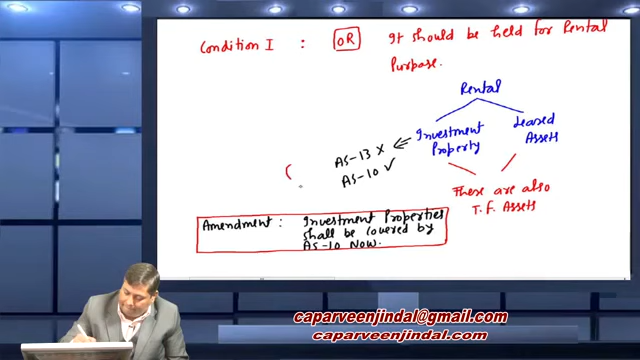 Condition I : OR It should be held for Rental
Purpose.
Rental
Investment
Property
Leased
Assets
AS-13 X
AS-10 ✓
These are also
T.F. Assets
(
Amendment : Investment Properties
shall be covered by
AS-10 Now.
caparveenjindal@gmail.com
caparveenjindal.com